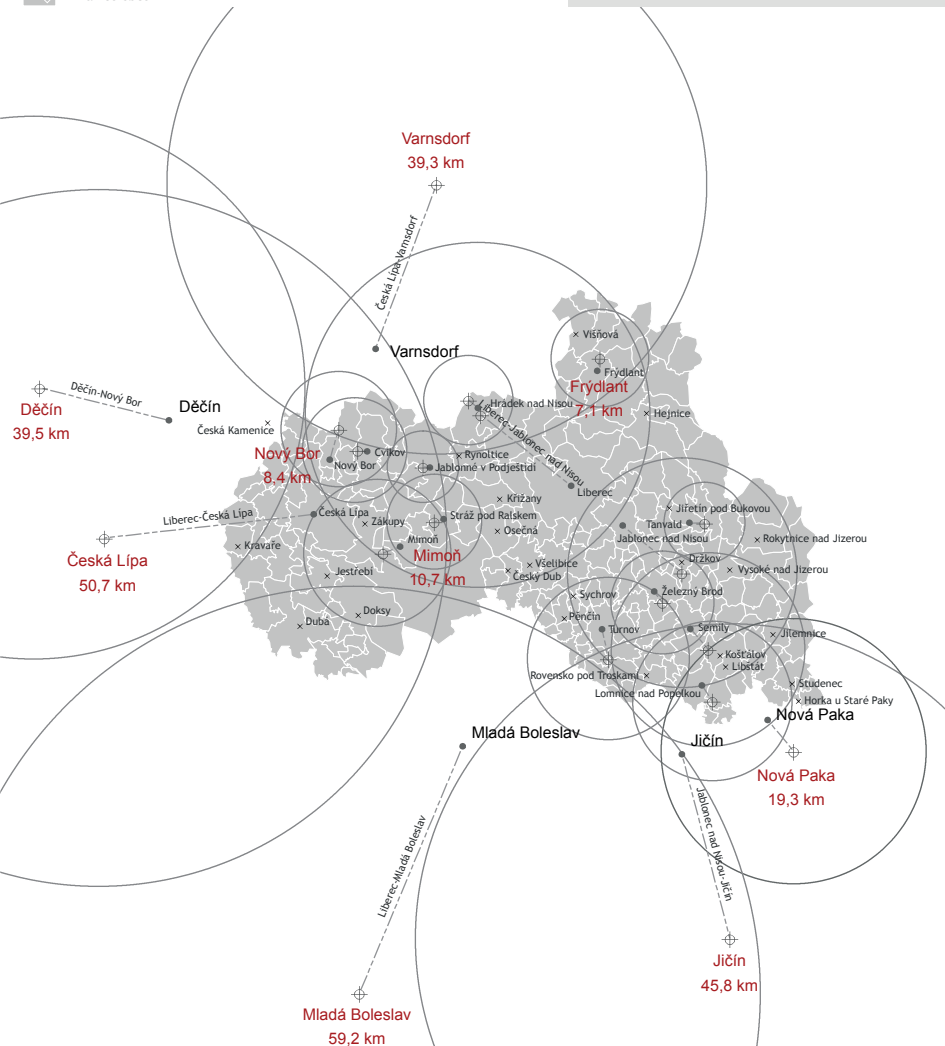 Varnsdorf
39,3 km
Česká Lípa-Varnsdorf
Varnsdorf
Višňová
Frýdlant
Frýdlant
7,1 km
Děčín-Nový Bor
Děčín
39,5 km
Děčín
Hrádek nad Nisou
Hejnice
Česká Kamenice
Liberec-Jablonec nad Nisou
Nový Bor
8,4 km
Cvikov
Nový Bor
Rynoltice
Jablonné v Podještědí
Liberec
Křižany
Jiřetín pod Bukovou
Liberec-Česká Lípa
Česká Lípa
Zákupy
Stráž pod Ralskem
Osečná
Tanvald
Jablonec nad Nisou
Rokytnice nad Jizerou
Kravaře
Mimoň
Mimoň
10,7 km
Česká Lípa
50,7 km
Držkov
Všelibice
Vysoké nad Jizerou
Jestřebí
Český Dub
Železný Brod
Sychrov
Doksy
Penčín
Dubá
Turnov
Semily
Jilemnice
Košťálov
Libštát
Rovensko pod Troskami
Studenec
Lomnice nad Popelkou
Horka u Staré Paky
Nová Paka
Mladá Boleslav
Jičín
Nová Paka
19,3 km
Jablonec nad Nisou-Jičín
Liberec-Mladá Boleslav
Jičín
45,8 km
Mladá Boleslav
59,2 km